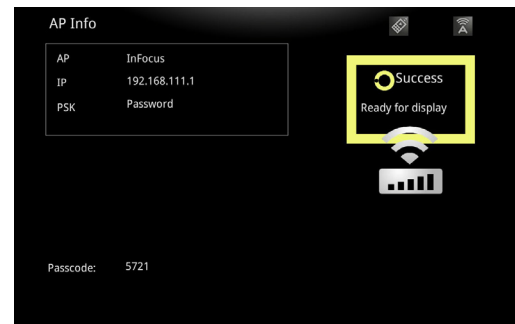 AP Info
AP InFocus
IP 192.168.111.1
PSK Password
Success
Ready for display
Passcode: 5721